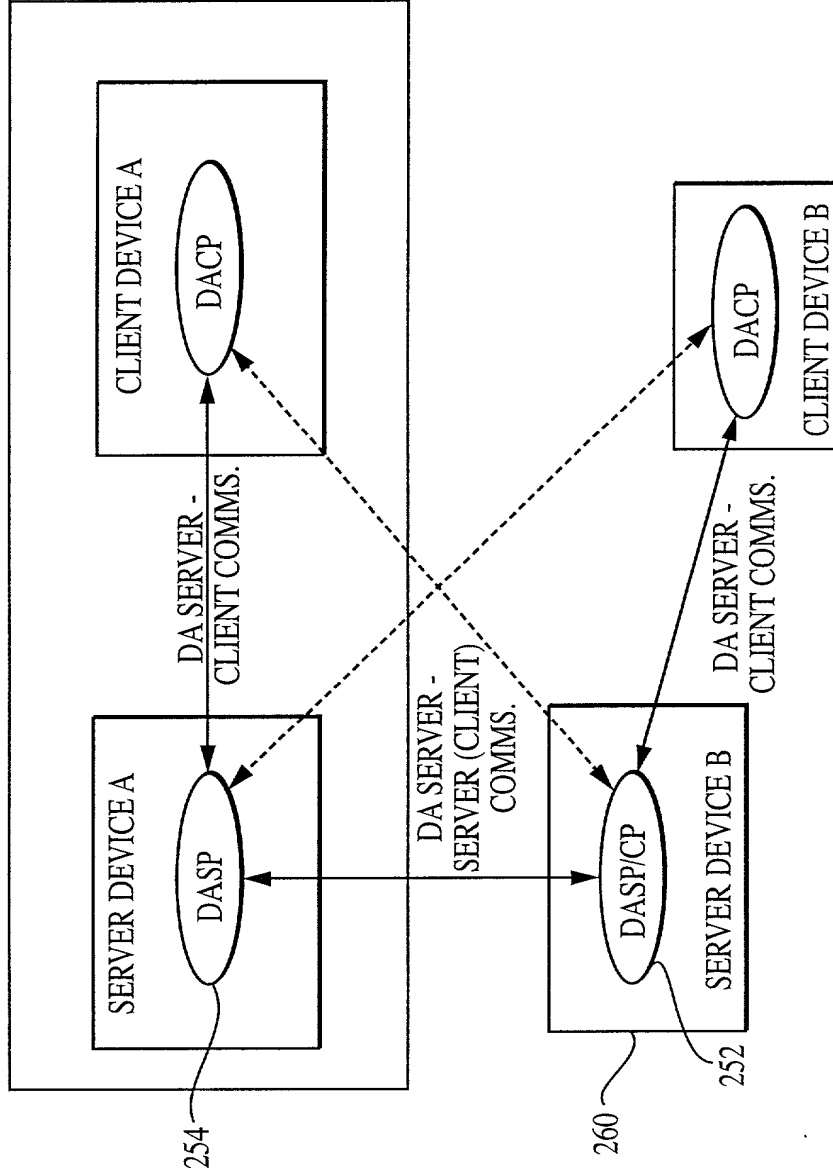 SERVER DEVICE A
DASP
254
DA SERVER -
CLIENT COMMS.
CLIENT DEVICE A
DACP
DA SERVER -
SERVER (CLIENT)
COMMS.
DASP/CP
SERVER DEVICE B
260
252
DA SERVER -
CLIENT COMMS.
DACP
CLIENT DEVICE B